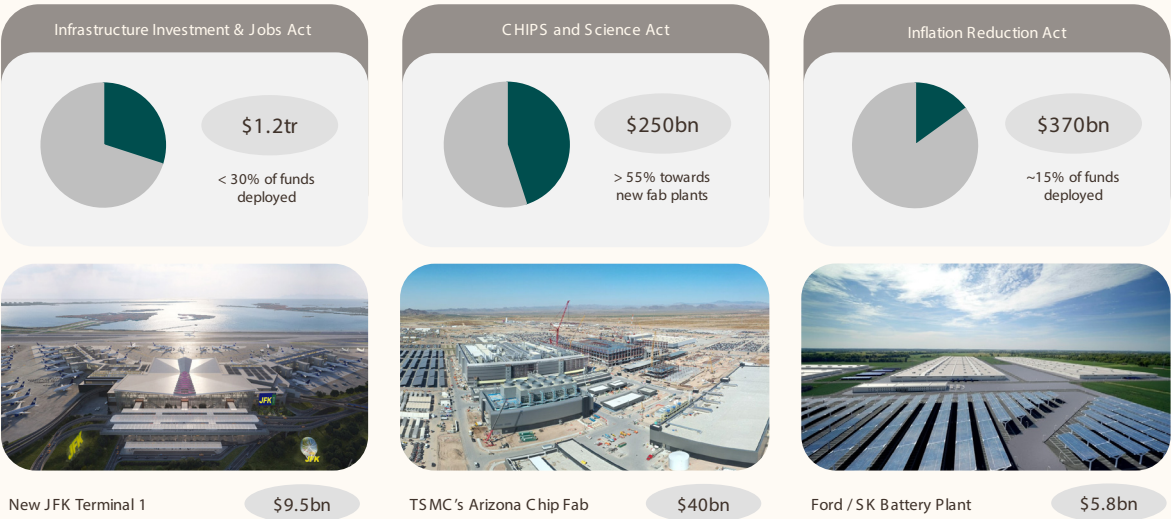 Infrastructure Investment & Jobs Act
$1.2tr
< 30% of funds
deployed
CHIPS and Science Act
$250bn
> 55% towards
new fab plants
Inflation Reduction Act
$370bn
~15% of funds
deployed
JFK
JFK
New JFK Terminal 1
$9.5bn
TSMC’s Arizona Chip Fab
$40bn
Ford / SK Battery Plant
$5.8bn